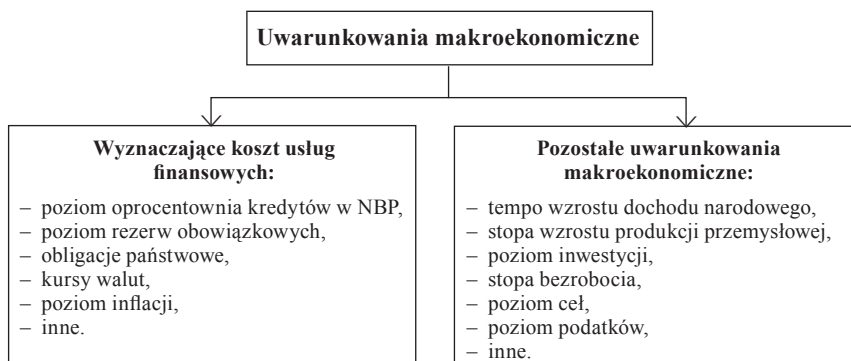 Uwarunkowania makroekonomiczne
Wyznaczające koszt usług
finansowych:
– poziom oprocentownia kredytów w NBP,
– poziom rezerw obowiązkowych,
– obligacje państwowe,
– kursy walut,
– poziom inflacji,
– inne.
Pozostałe uwarunkowania
makroekonomiczne:
– tempo wzrostu dochodu narodowego,
– stopa wzrostu produkcji przemysłowej,
– poziom inwestycji,
– stopa bezrobocia,
– poziom ceł,
– poziom podatków,
– inne.